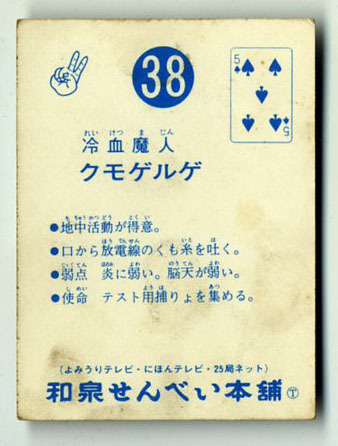 38
5
5
冷血魔人
クモゲルゲ
●地中活動が得意。
●口から放電線のくも糸を吐く。
●弱点 炎に弱い。脳天が弱い。
●使命 テスト用捕りょを集める。
(よみうりテレビ・にほんテレビ・25局ネット)
和泉せんべい本舗 Ⓣ